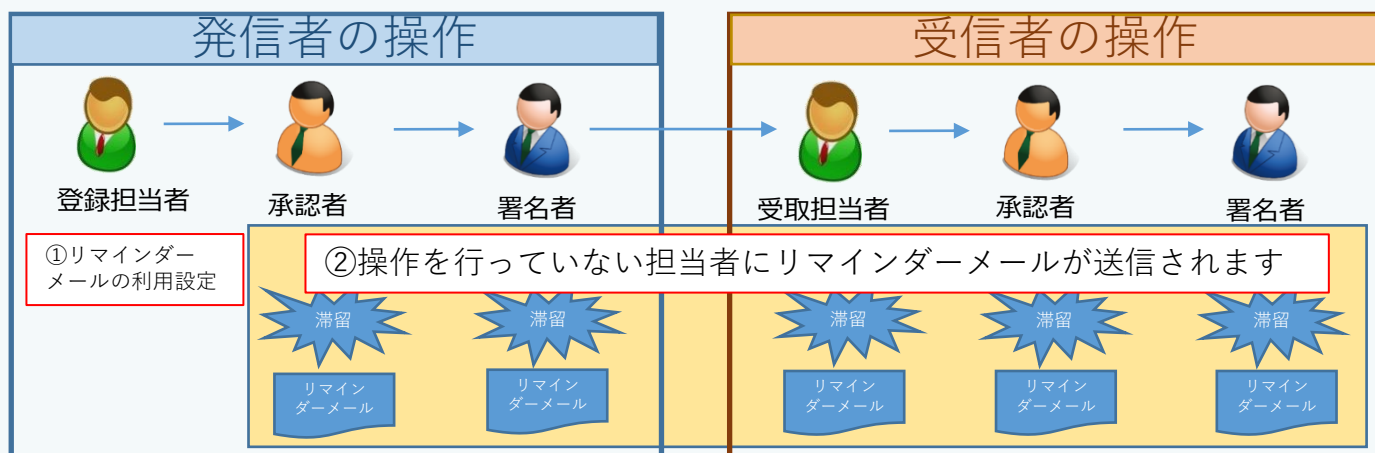 発信者の操作
受信者の操作
登録担当者
承認者
署名者
受取担当者
承認者
署名者
①リマインダー
メールの利用設定
②操作を行っていない担当者にリマインダーメールが送信されます
滞留
滞留
滞留
滞留
滞留
リマイン
ダーメール
リマイン
ダーメール
リマイン
ダーメール
リマイン
ダーメール
リマイン
ダーメール